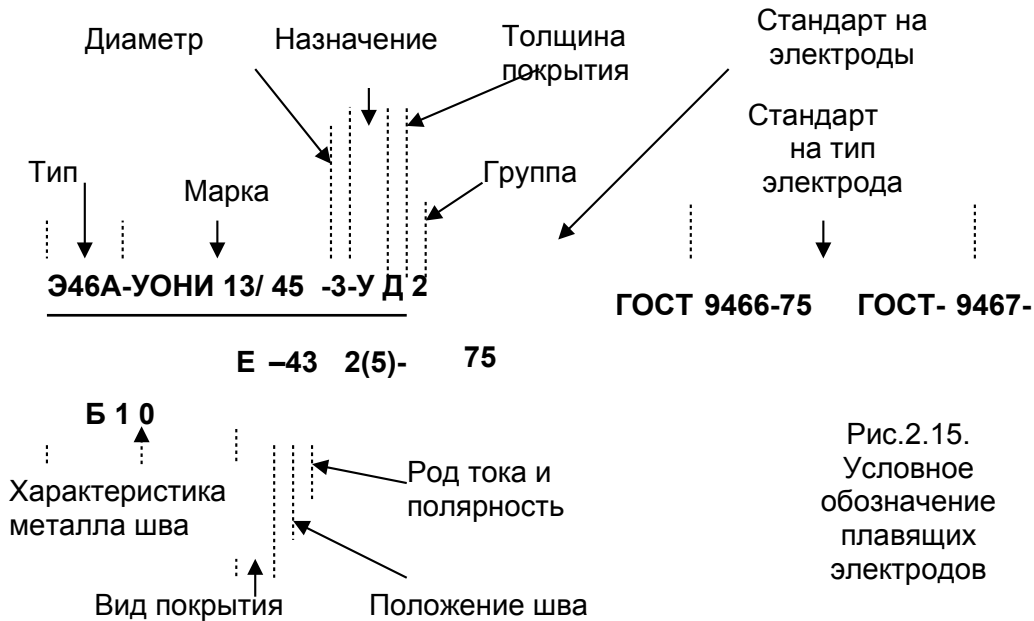 Диаметр
Назначение
Толщина
покрытия
Стандарт на
электроды
Стандарт
на тип
электрода
Тип
Марка
Группа
Э46А-УОНИ 13/ 45 -3-У Д 2
ГОСТ 9466-75 ГОСТ- 9467-
Е –43 2(5)- 75
Б 1 0
Характеристика
металла шва
Род тока и
полярность
Вид покрытия
Положение шва
Рис.2.15.
Условное
обозначение
плавящих
электродов